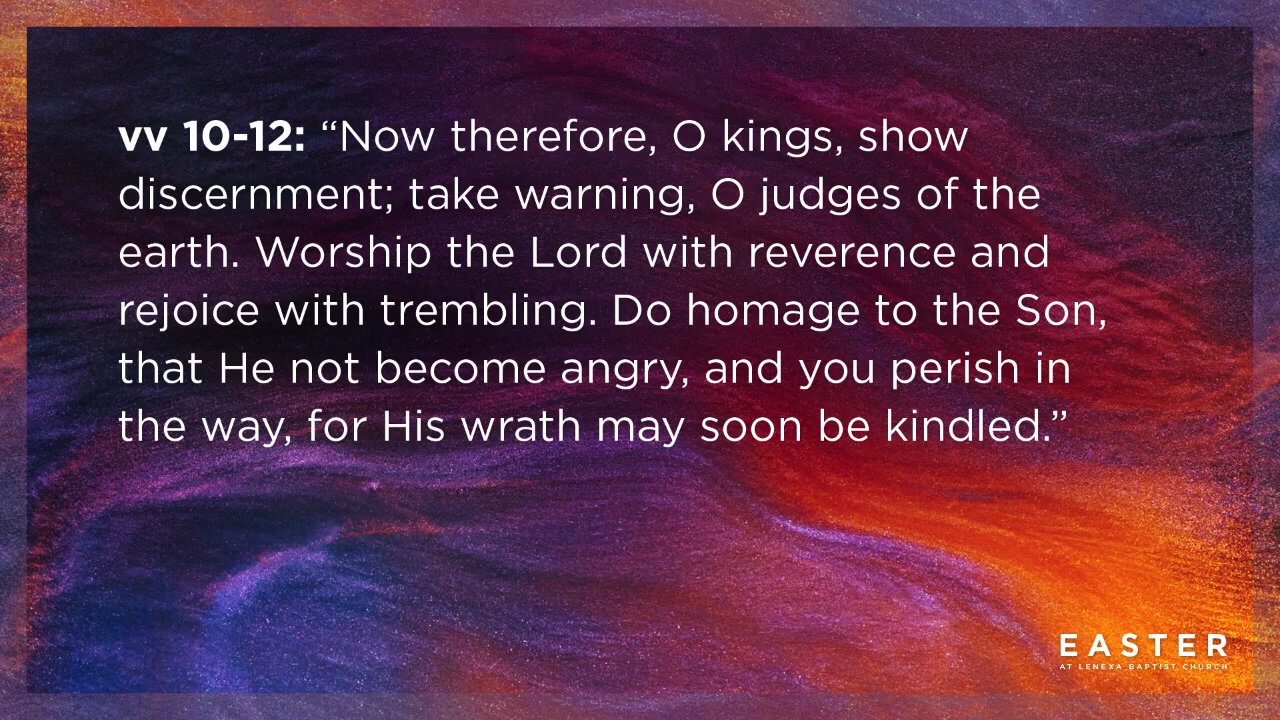 vv 10-12: “Now therefore, O kings, show
discernment; take warning, O judges of the
earth. Worship the Lord with reverence and
rejoice with trembling. Do homage to the Son,
that He not become angry, and you perish in
the way, for His wrath may soon be kindled.”
EASTER
AT LENEXA BAPTIST CHURCH